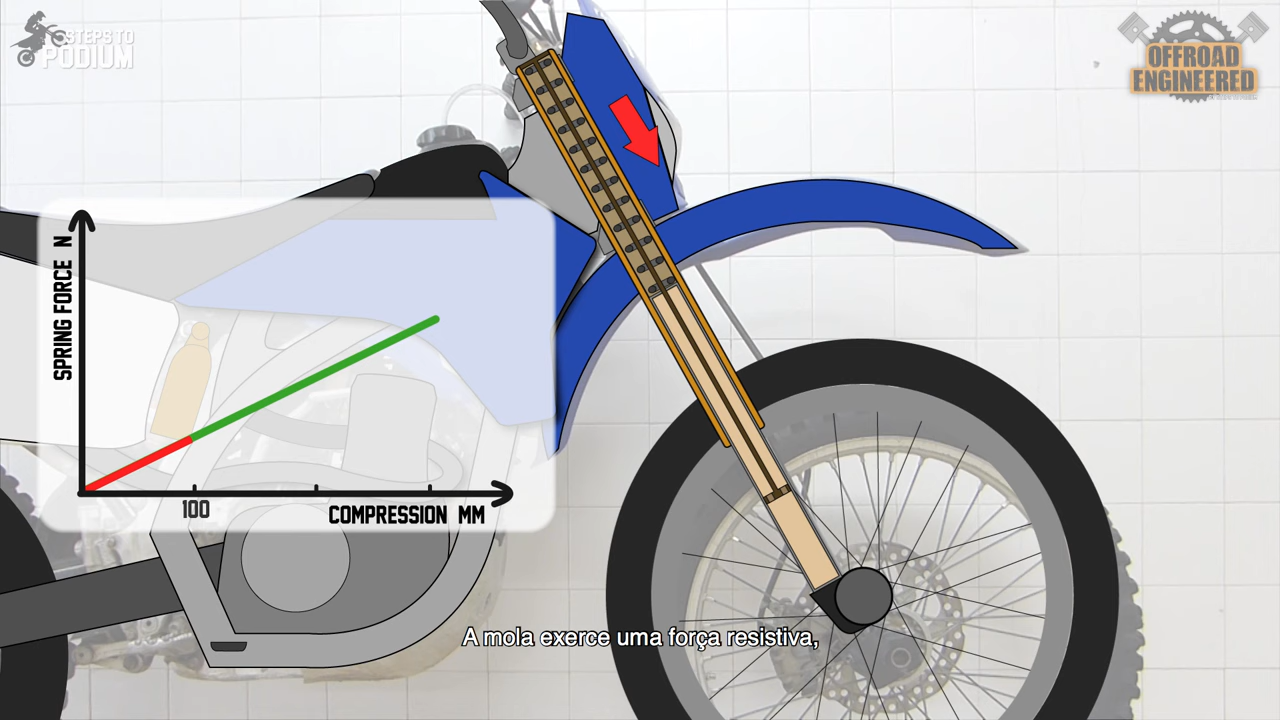 STEPS TO
PODIUM
OFFROAD
ENGINEERED
SPRING FORCE N
100
COMPRESSION MM
A mola exerce uma força resistiva,